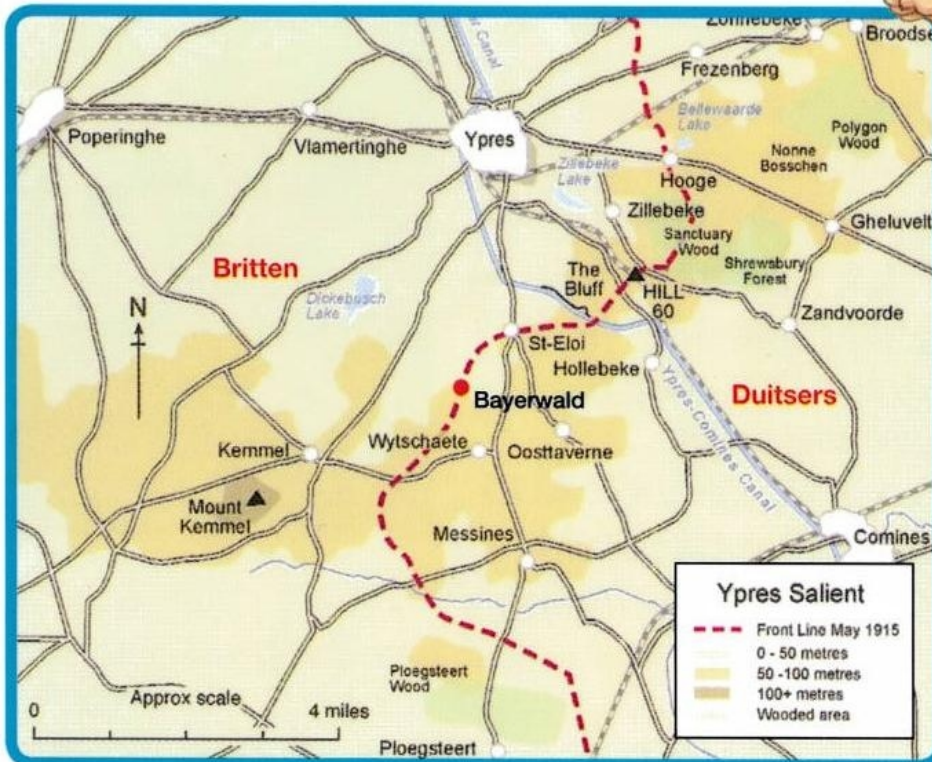 Zonnebeke
Broodse
Canal
Frezenberg
Bellewaarde
Lake
Poperinghe
Vlamertinghe
Ypres
Polygon
Wood
Nonne
Bosschen
Zillebeke
Lake
Hooge
Zillebeke
Gheluvelt
Sanctuary
Wood
Shrewsbury
Forest
Britten
The
Bluff
HILL
60
N
Dickebusch
Lake
Zandvoorde
St-Eloi
Hollebeke
Duitsers
Bayerwald
Ypres-Comines Canal
Kemmel
Wytschaete
Oosttaverne
Mount
Kemmel
Messines
Comines
Ypres Salient
Front Line May 1915
0 - 50 metres
50 -100 metres
100+ metres
Wooded area
Ploegsteert
Wood
Approx scale
0
4 miles
Ploegsteert